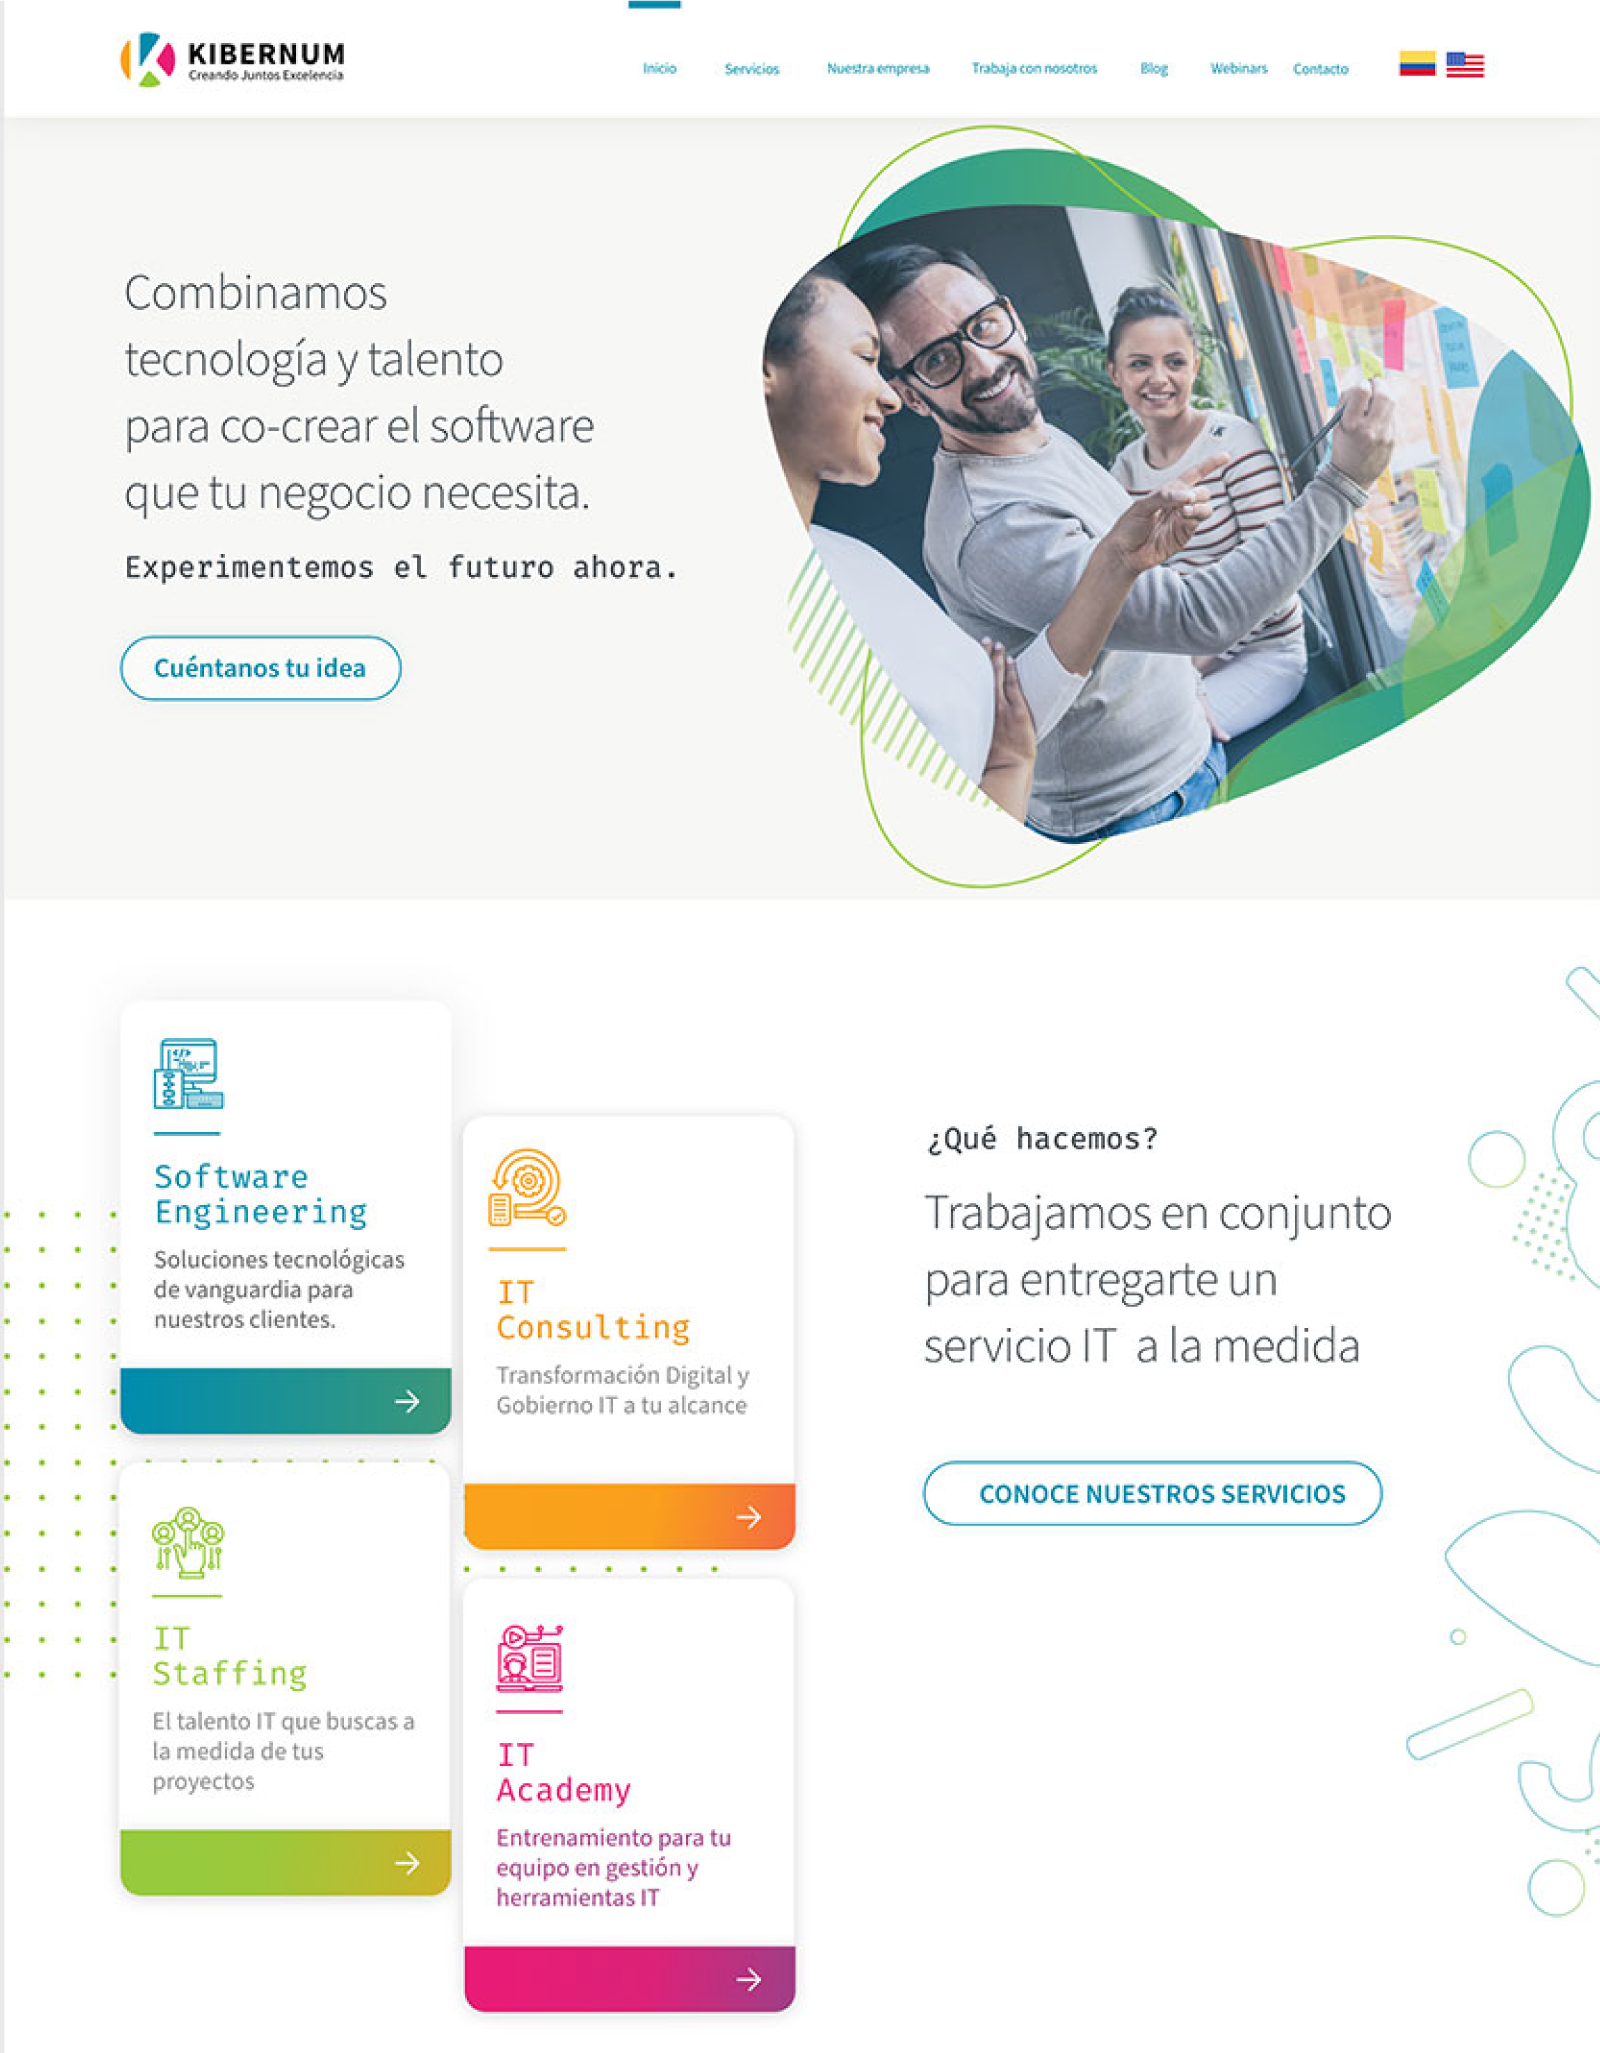 KIBERNUM
Creando Juntos Excelencia
Inicio
Servicios
Nuestra empresa
Trabaja con nosotros
Blog
Webinars
Contacto
Combinamos
tecnología y talento
para co-crear el software
que tu negocio necesita.
Experimentemos el futuro ahora.
Cuéntanos tu idea
Software
Engineering
Soluciones tecnológicas
de vanguardia para
nuestros clientes.
IT
Consulting
Transformación Digital y
Gobierno IT a tu alcance
¿Qué hacemos?
Trabajamos en conjunto
para entregarte un
servicio IT a la medida
CONOCE NUESTROS SERVICIOS
IT
Staffing
El talento IT que buscas a
la medida de tus
proyectos
IT
Academy
Entrenamiento para tu
equipo en gestión y
herramientas IT